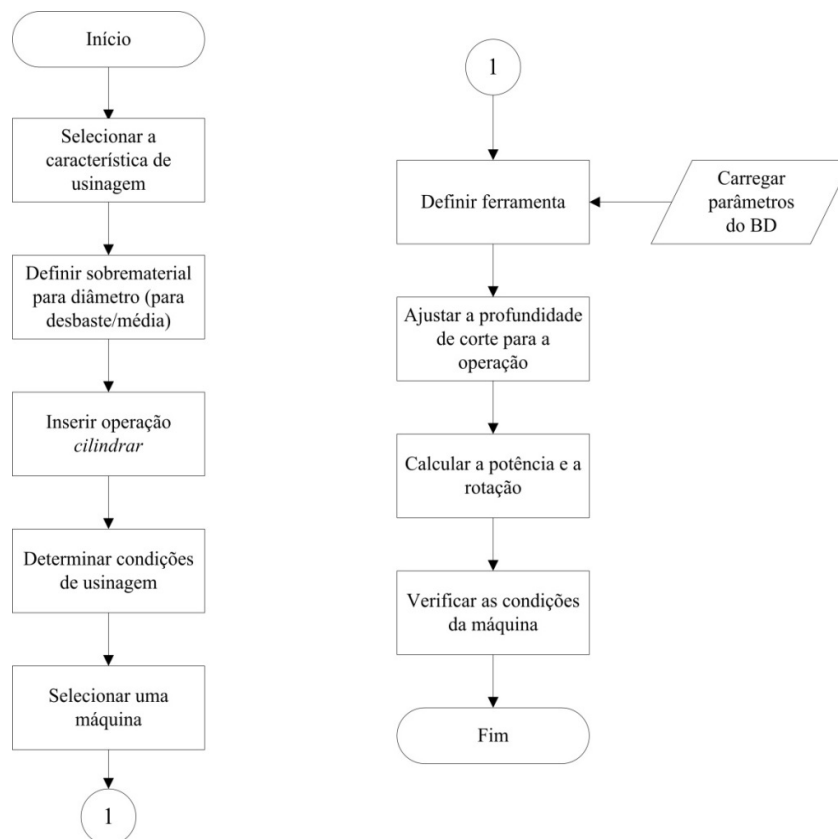 Início
Selecionar a
característica de
usinagem
Definir sobrematerial
para diâmetro (para
desbaste/média)
Inserir operação
cilindrar
Determinar condições
de usinagem
Selecionar uma
máquina
1
1
Definir ferramenta
Carregar
parâmetros
do BD
Ajustar a profundidade
de corte para a
operação
Calcular a potência e a
rotação
Verificar as condições
da máquina
Fim